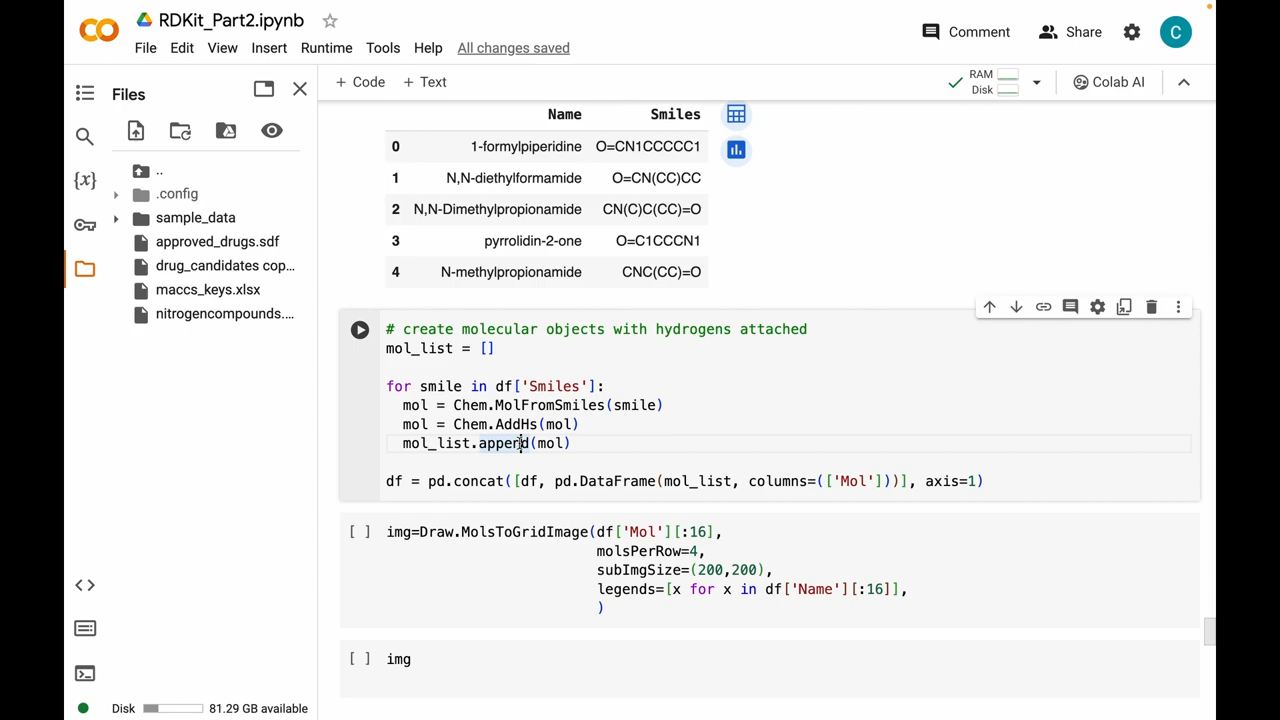 RDKit_Part2.ipynb
File Edit View Insert Runtime Tools Help All changes saved
Comment Share C
Files
+ Code + Text
RAM
Disk
Colab AI
..
.config
sample_data
approved_drugs.sdf
drug_candidates cop...
maccs_keys.xlsx
nitrogencompounds....
{x}
Name Smiles
0 1-formylpiperidine O=CN1CCCCC1
1 N,N-diethylformamide O=CN(CC)CC
2 N,N-Dimethylpropionamide CN(C)C(CC)=O
3 pyrrolidin-2-one O=C1CCCN1
4 N-methylpropionamide CNC(CC)=O
# create molecular objects with hydrogens attached
mol_list = []
for smile in df['Smiles']:
mol = Chem.MolFromSmiles(smile)
mol = Chem.AddHs(mol)
mol_list.append(mol)
df = pd.concat([df, pd.DataFrame(mol_list, columns=(['Mol']))], axis=1)
[ ] img=Draw.MolsToGridImage(df['Mol'][:16],
molsPerRow=4,
subImgSize=(200,200),
legends=[x for x in df['Name'][:16]],
)
[ ] img
Disk 81.29 GB available